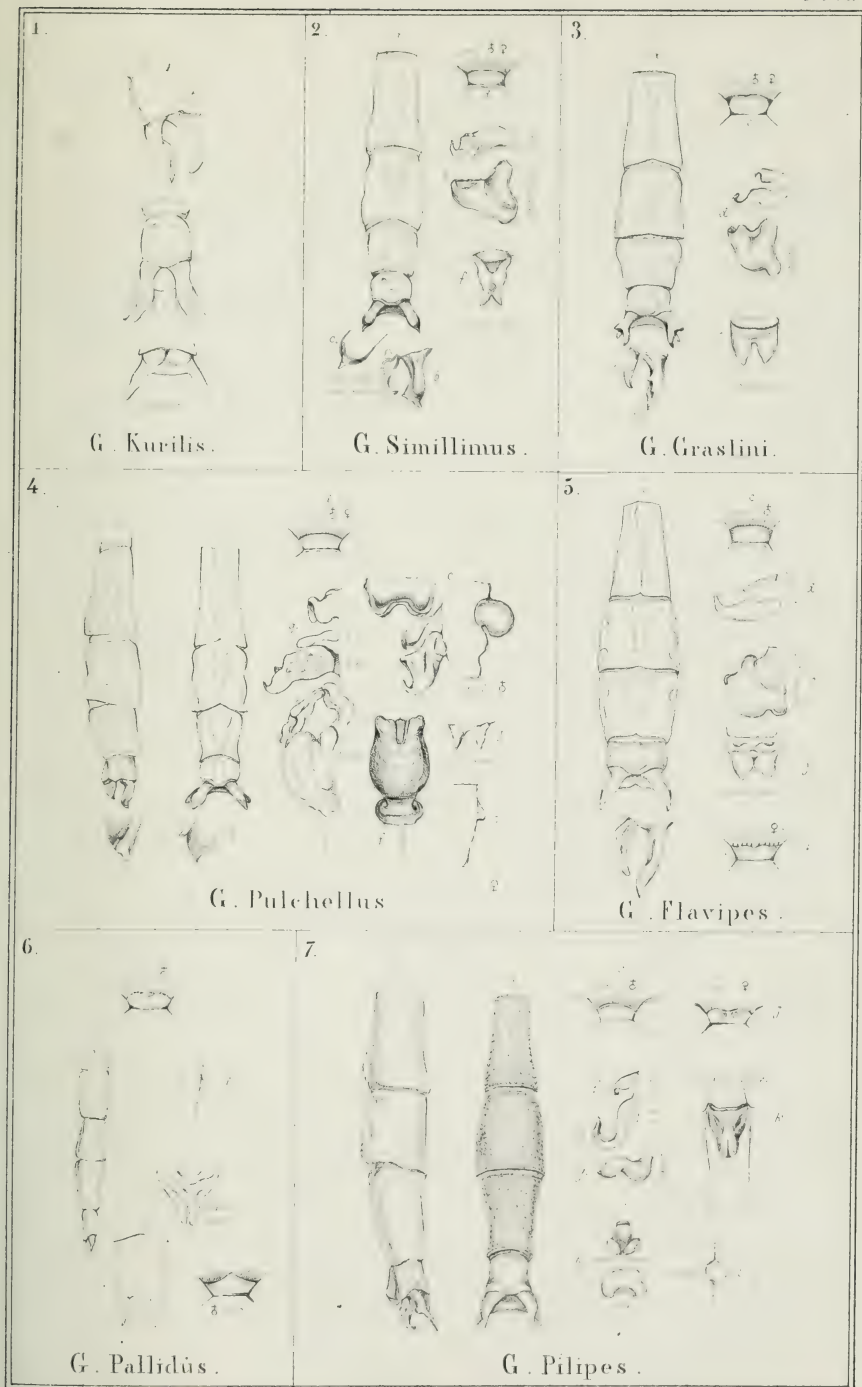 1.
G. Kurilis.
2.
♂ ♀
f
G. Simillimus.
3.
♂ ♀
G. Graslini.
4.
♂ ♀
♂
♀
G. Pulchellus
5.
♂
♀
G. Flavipes.
6.
♂
G. Pallidus.
7.
♂
♀
G. Pilipes.